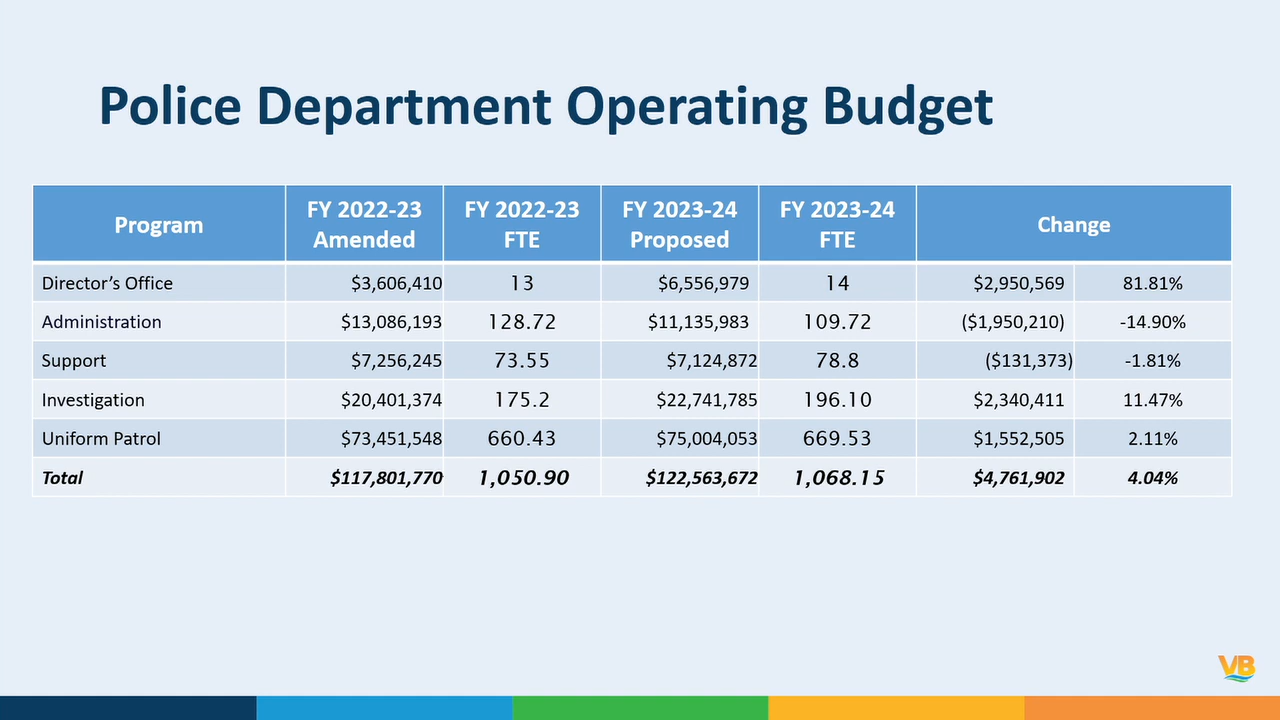 Police Department Operating Budget
Program FY 2022-23 Amended FY 2022-23 FTE FY 2023-24 Proposed FY 2023-24 FTE Change
Director’s Office $3,606,410 13 $6,556,979 14 $2,950,569 81.81%
Administration $13,086,193 128.72 $11,135,983 109.72 ($1,950,210) -14.90%
Support $7,256,245 73.55 $7,124,872 78.8 ($131,373) -1.81%
Investigation $20,401,374 175.2 $22,741,785 196.10 $2,340,411 11.47%
Uniform Patrol $73,451,548 660.43 $75,004,053 669.53 $1,552,505 2.11%
Total $117,801,770 1,050.90 $122,563,672 1,068.15 $4,761,902 4.04%
VB